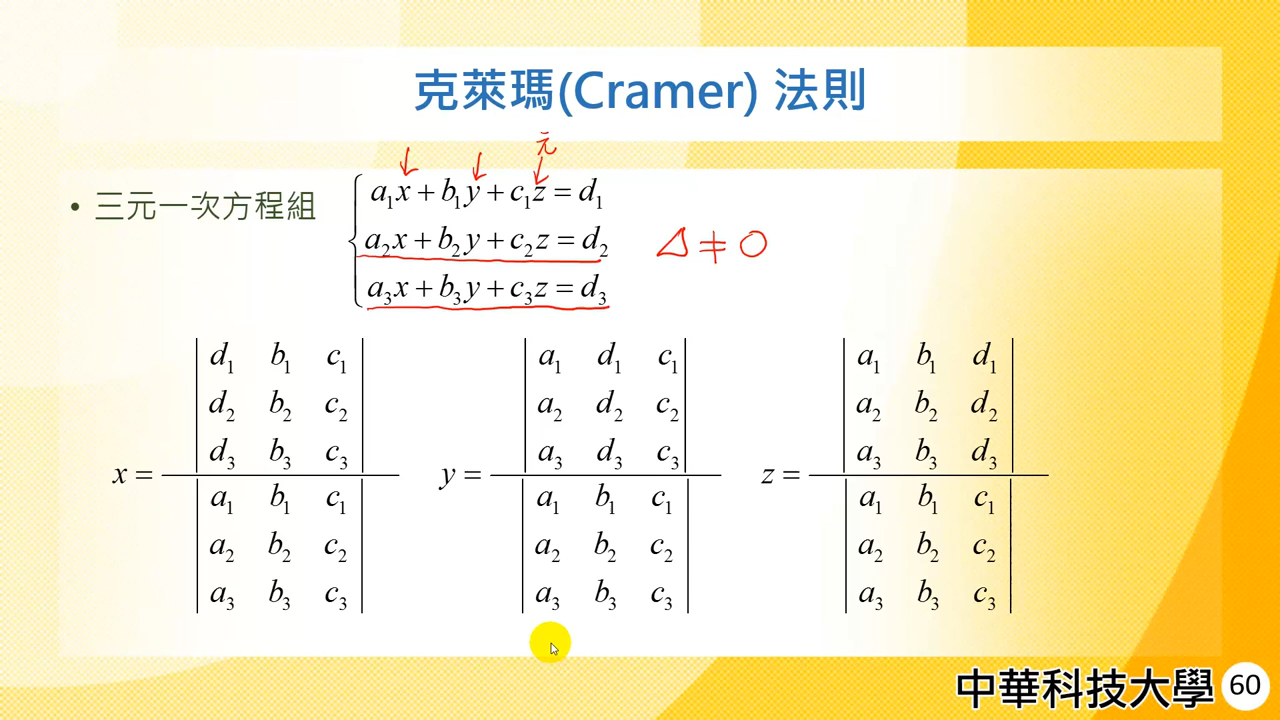 克萊瑪(Cramer) 法則
元
• 三元一次方程組
a₁x + b₁y + c₁z = d₁
a₂x + b₂y + c₂z = d₂
a₃x + b₃y + c₃z = d₃
Δ ≠ 0
x =
d₁ b₁ c₁
d₂ b₂ c₂
d₃ b₃ c₃
a₁ b₁ c₁
a₂ b₂ c₂
a₃ b₃ c₃
y =
a₁ d₁ c₁
a₂ d₂ c₂
a₃ d₃ c₃
a₁ b₁ c₁
a₂ b₂ c₂
a₃ b₃ c₃
z =
a₁ b₁ d₁
a₂ b₂ d₂
a₃ b₃ d₃
a₁ b₁ c₁
a₂ b₂ c₂
a₃ b₃ c₃
中華科技大學 60